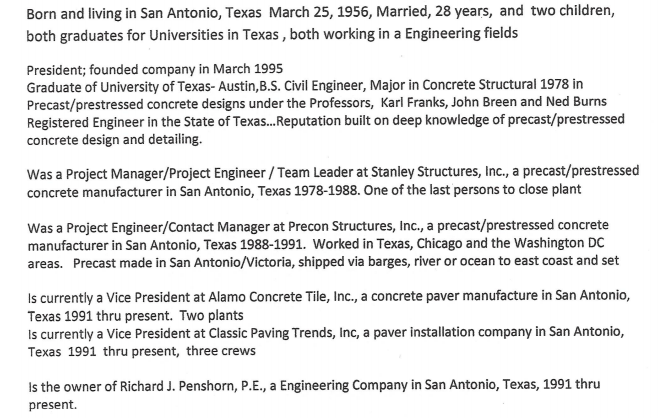 Born and living in San Antonio, Texas  March 25, 1956, Married, 28 years,  and  two children,
both graduates for Universities in Texas , both working in a Engineering fields
President; founded company in March 1995
Graduate of University of Texas- Austin,B.S. Civil Engineer, Major in Concrete Structural 1978 in
Precast/prestressed concrete designs under the Professors,  Karl Franks, John Breen and Ned Burns
Registered Engineer in the State of Texas...Reputation built on deep knowledge of precast/prestressed
concrete design and detailing.
Was a Project Manager/Project Engineer / Team Leader at Stanley Structures, Inc., a precast/prestressed
concrete manufacturer in San Antonio, Texas 1978-1988. One of the last persons to close plant
Was a Project Engineer/Contact Manager at Precon Structures, Inc., a precast/prestressed concrete
manufacturer in San Antonio, Texas 1988-1991.  Worked in Texas, Chicago and the Washington DC
areas.   Precast made in San Antonio/Victoria, shipped via barges, river or ocean to east coast and set
Is currently a Vice President at Alamo Concrete Tile, Inc., a concrete paver manufacture in San Antonio,
Texas 1991 thru present.  Two plants
Is currently a Vice President at Classic Paving Trends, Inc, a paver installation company in San Antonio,
Texas  1991  thru present,  three crews
Is the owner of Richard J. Penshorn, P.E., a Engineering Company in San Antonio, Texas, 1991 thru
present.